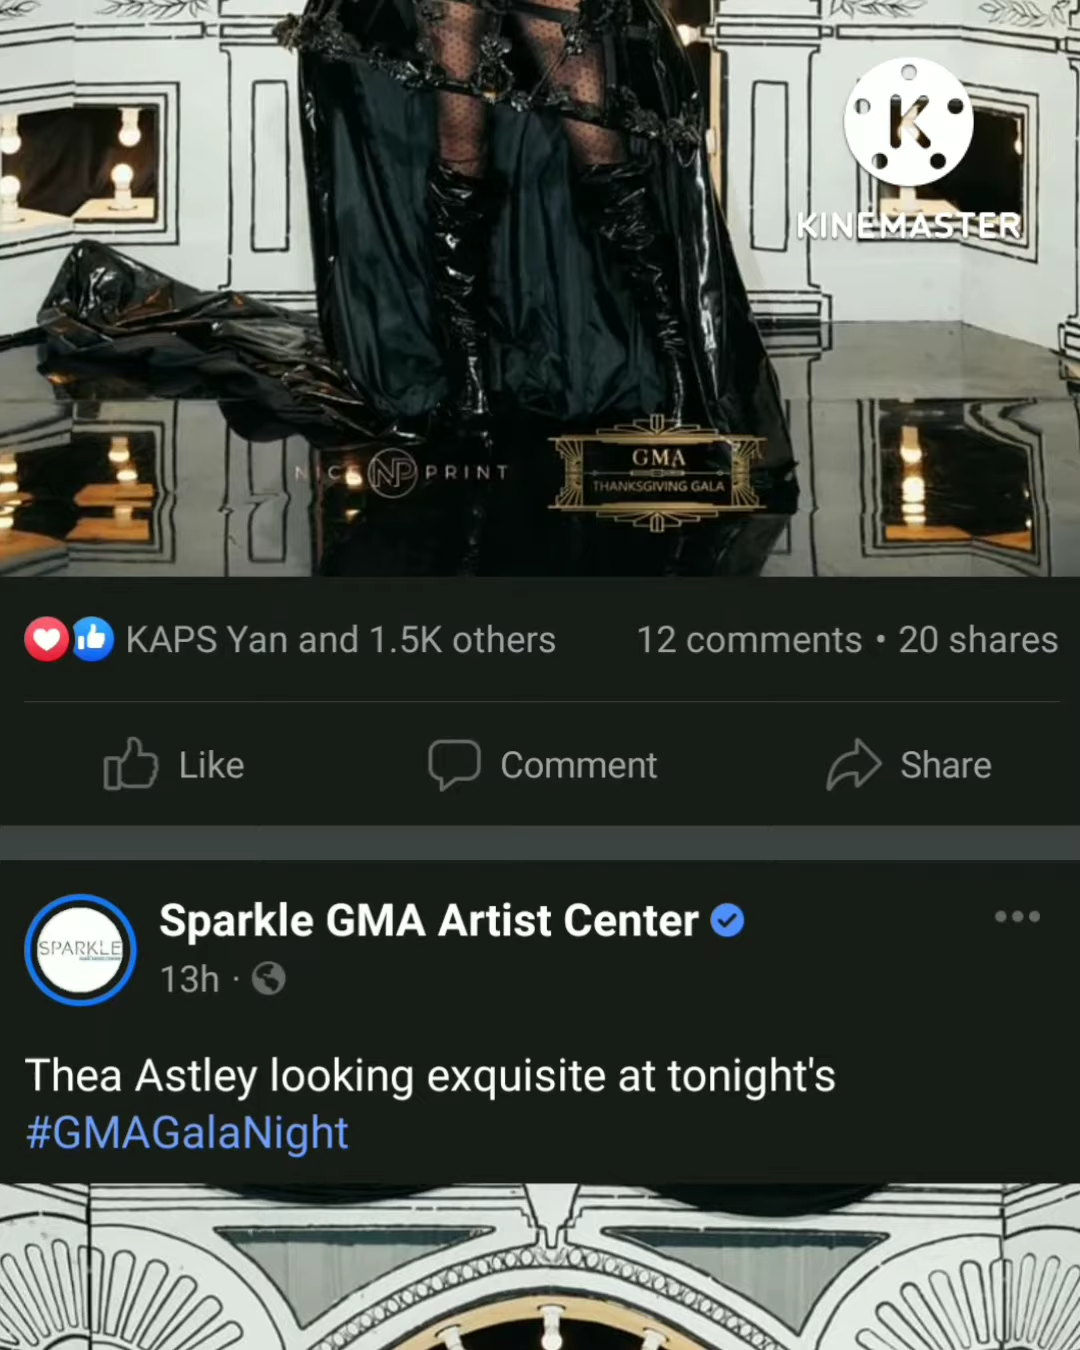 K
KINEMASTER
NICE NP PRINT
GMA
THANKSGIVING GALA
KAPS Yan and 1.5K others
12 comments • 20 shares
Like
Comment
Share
SPARKLE
Sparkle GMA Artist Center
13h ·
Thea Astley looking exquisite at tonight's
#GMAGalaNight